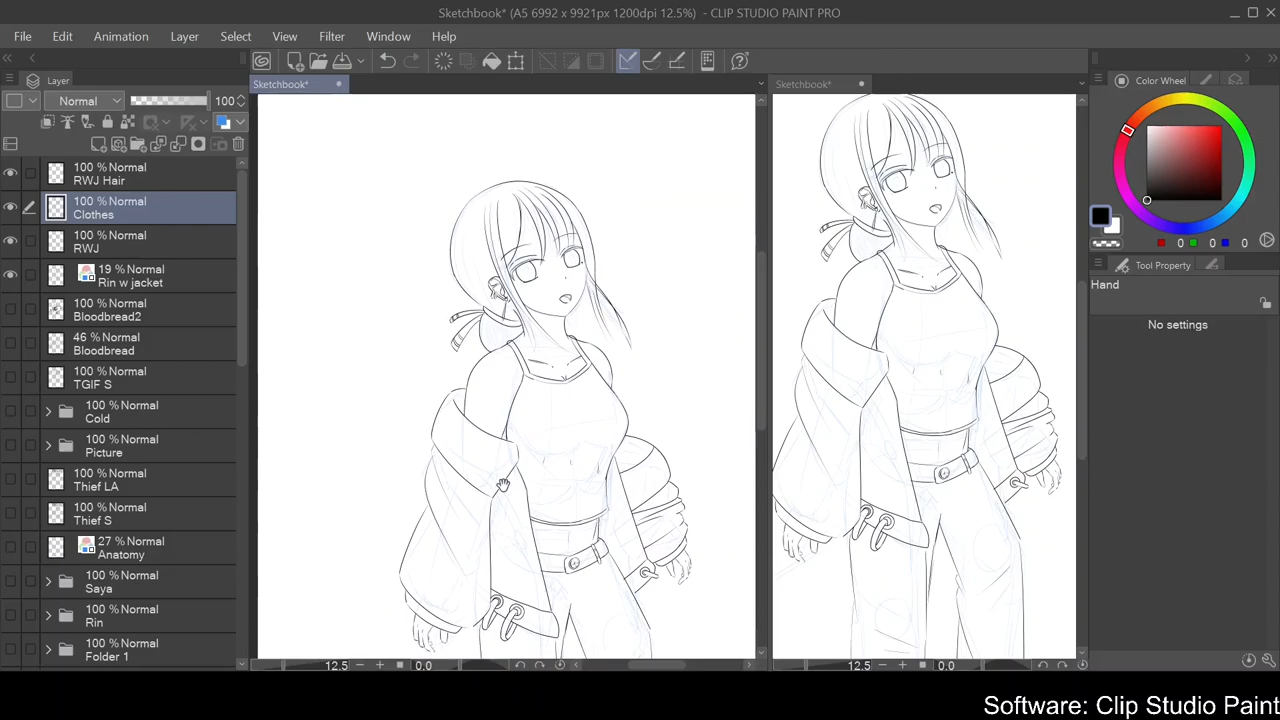 Sketchbook* (A5 6992 x 9921px 1200dpi 12.5%) - CLIP STUDIO PAINT PRO
File Edit Animation Layer Select View Filter Window Help
Layer
Sketchbook*
Sketchbook*
Color Wheel
Normal 100
100 %Normal
RWJ Hair
100 %Normal
Clothes
100 %Normal
RWJ
19 %Normal
Rin w jacket
100 %Normal
Bloodbread2
46 %Normal
Bloodbread
100 %Normal
TGIF S
100 %Normal
Cold
100 %Normal
Picture
100 %Normal
Thief LA
100 %Normal
Thief S
27 %Normal
Anatomy
100 %Normal
Saya
100 %Normal
Rin
100 %Normal
Folder 1
0 0 0
Tool Property
Hand
No settings
12.5 0.0
12.5 0.0
Software: Clip Studio Paint